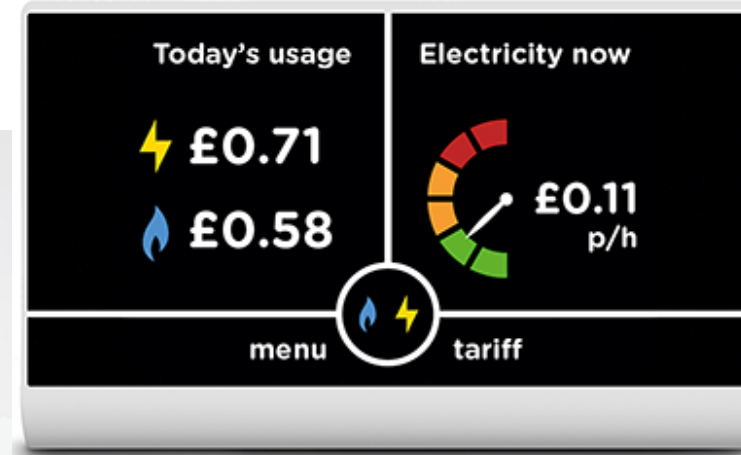 Today's usage
£0.71
£0.58
Electricity now
£0.11
p/h
menu
tariff